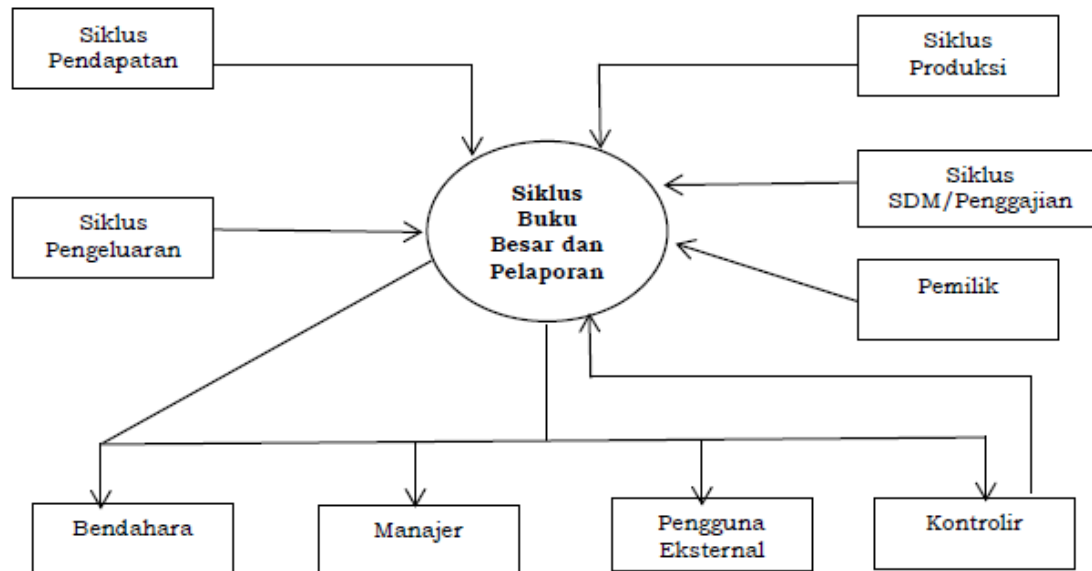 Siklus
Pendapatan
Siklus
Produksi
Siklus
Buku
Besar dan
Pelaporan
Siklus
SDM/Penggajian
Siklus
Pengeluaran
Pemilik
Bendahara
Manajer
Pengguna
Eksternal
Kontrolir